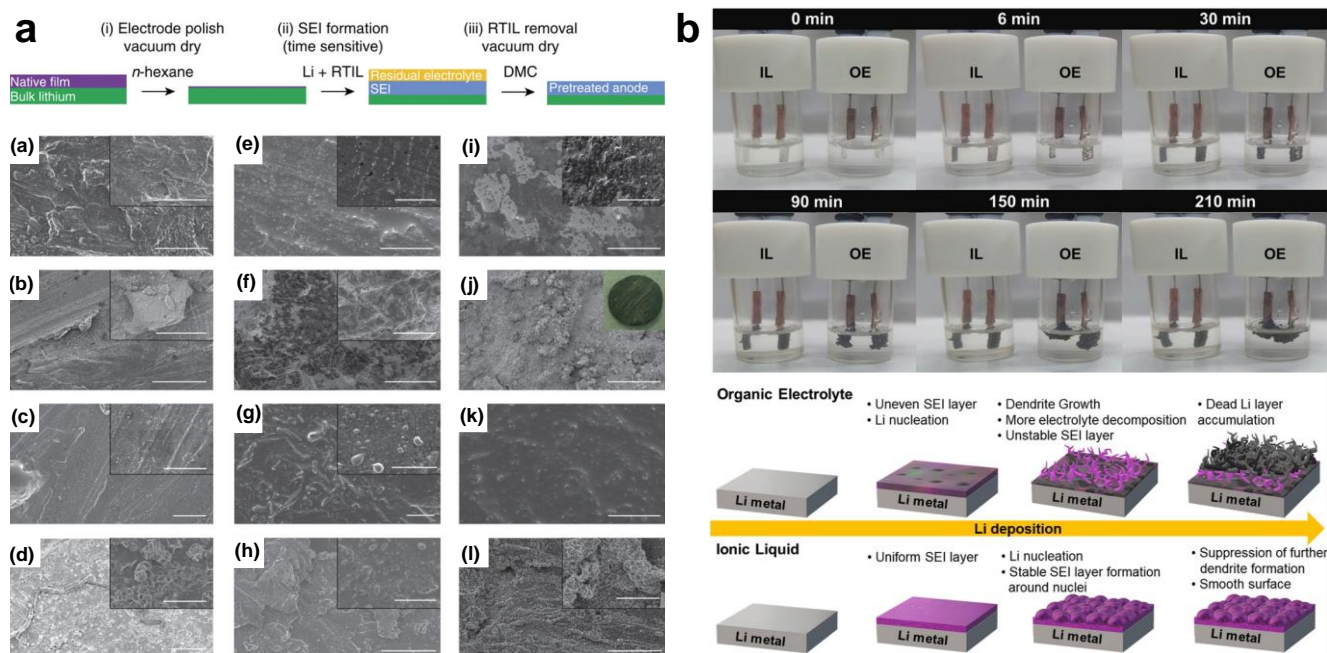 a
(i) Electrode polish
vacuum dry
(ii) SEI formation
(time sensitive)
(iii) RTIL removal
vacuum dry
n-hexane
Li + RTIL
DMC
Native film
Bulk lithium
Residual electrolyte
SEI
Pretreated anode
(a)
(e)
(i)
(b)
(f)
(j)
(c)
(g)
(k)
(d)
(h)
(l)
b
0 min
6 min
30 min
IL
OE
IL
OE
IL
OE
90 min
150 min
210 min
IL
OE
IL
OE
IL
OE
Organic Electrolyte
• Uneven SEI layer
• Li nucleation
• Dendrite Growth
• More electrolyte decomposition
• Unstable SEI layer
• Dead Li layer
accumulation
Li metal
Li metal
Li metal
Li metal
Li deposition
Ionic Liquid
• Uniform SEI layer
• Li nucleation
• Stable SEI layer formation
around nuclei
• Suppression of further
dendrite formation
• Smooth surface
Li metal
Li metal
Li metal
Li metal